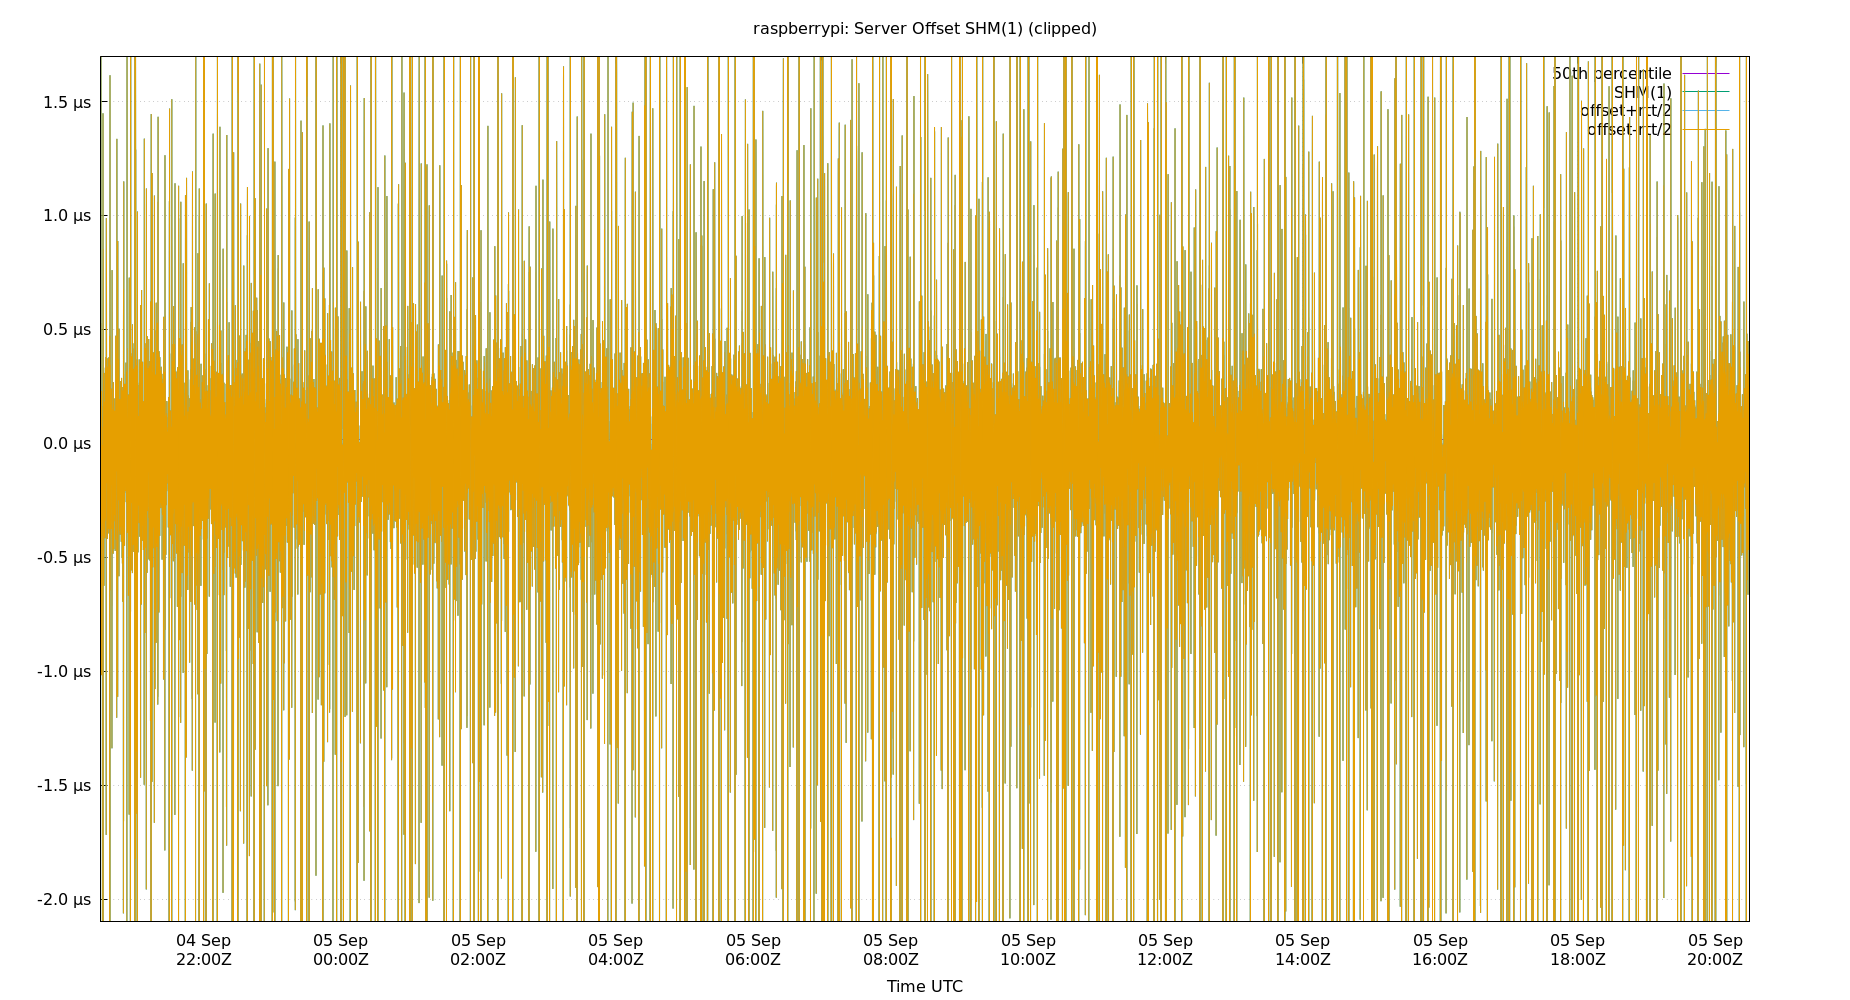 raspberrypi: Server Offset SHM(1) (clipped)
50th percentile
SHM(1)
offset+rtt/2
offset-rtt/2
1.5 µs
1.0 µs
0.5 µs
0.0 µs
-0.5 µs
-1.0 µs
-1.5 µs
-2.0 µs
04 Sep 05 Sep 05 Sep 05 Sep 05 Sep 05 Sep 05 Sep 05 Sep 05 Sep 05 Sep 05 Sep 05 Sep
22:00Z 00:00Z 02:00Z 04:00Z 06:00Z 08:00Z 10:00Z 12:00Z 14:00Z 16:00Z 18:00Z 20:00Z
Time UTC